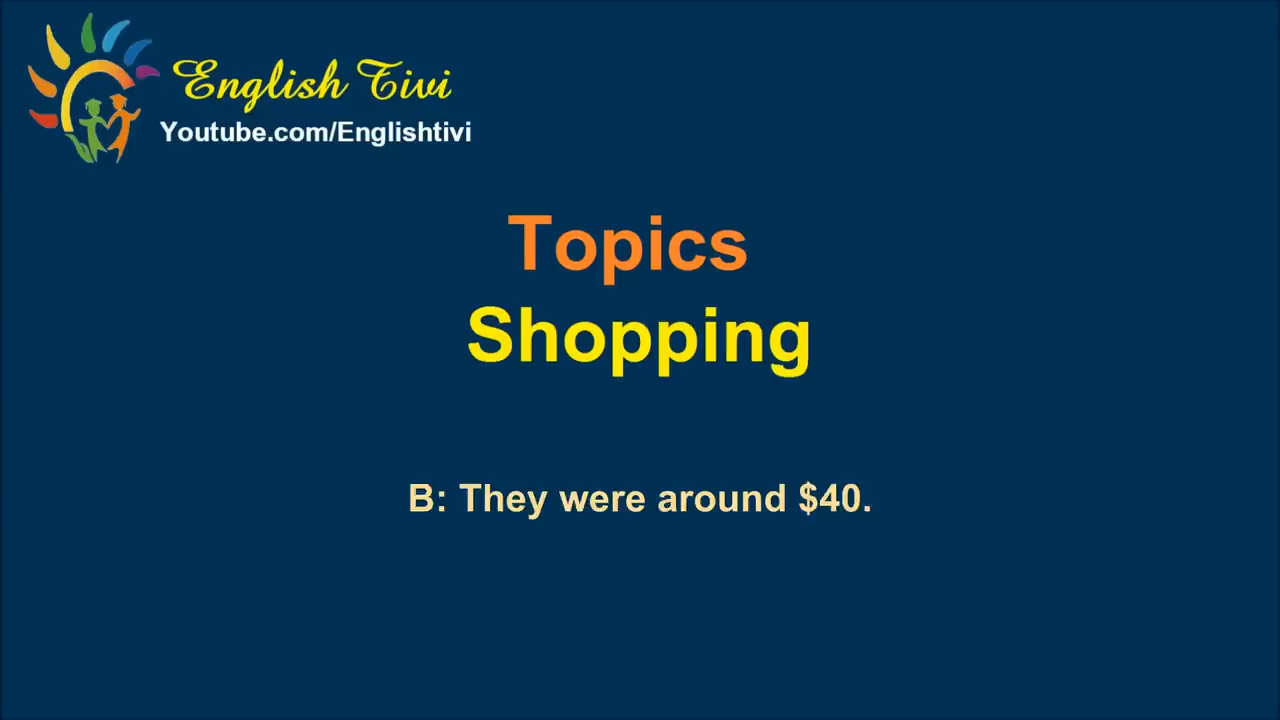 English Tivi
Youtube.com/Englishtivi
Topics
Shopping
B: They were around $40.